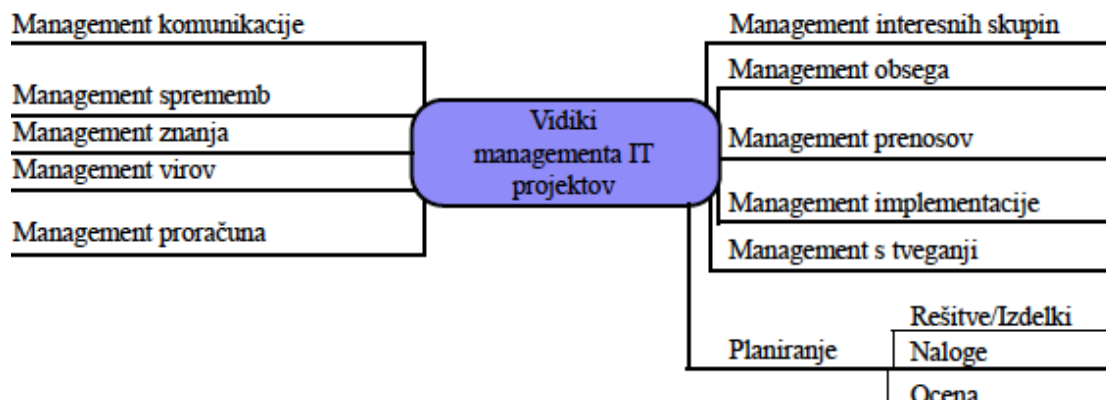 Management komunikacije
Management sprememb
Management znanja
Management virov
Management proračuna
Vidiki
managementa IT
projektov
Management interesnih skupin
Management obsega
Management prenosov
Management implementacije
Management s tveganji
Planiranje
Rešitve/Izdelki
Naloge
Ocena